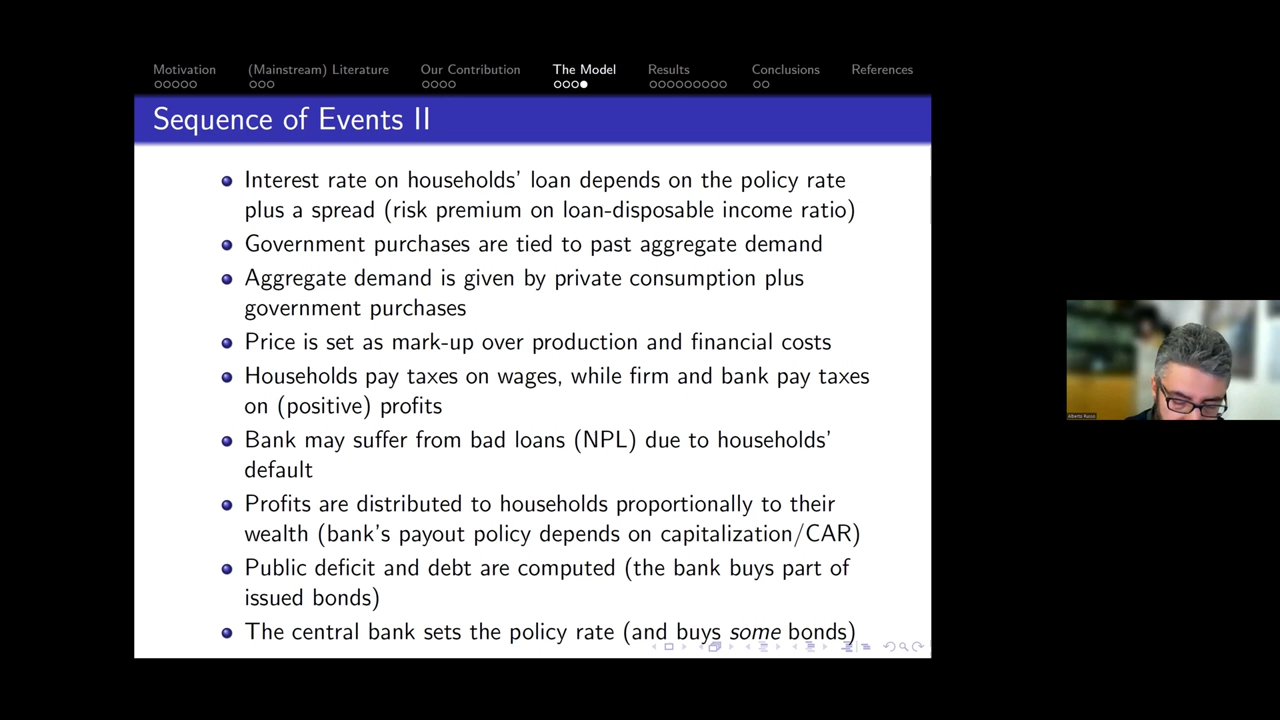 Motivation (Mainstream) Literature Our Contribution The Model Results Conclusions References
Sequence of Events II
Interest rate on households' loan depends on the policy rate
plus a spread (risk premium on loan-disposable income ratio)
Government purchases are tied to past aggregate demand
Aggregate demand is given by private consumption plus
government purchases
Price is set as mark-up over production and financial costs
Households pay taxes on wages, while firm and bank pay taxes
on (positive) profits
Bank may suffer from bad loans (NPL) due to households'
default
Profits are distributed to households proportionally to their
wealth (bank's payout policy depends on capitalization/CAR)
Public deficit and debt are computed (the bank buys part of
issued bonds)
The central bank sets the policy rate (and buys some bonds)
Alberto Russo